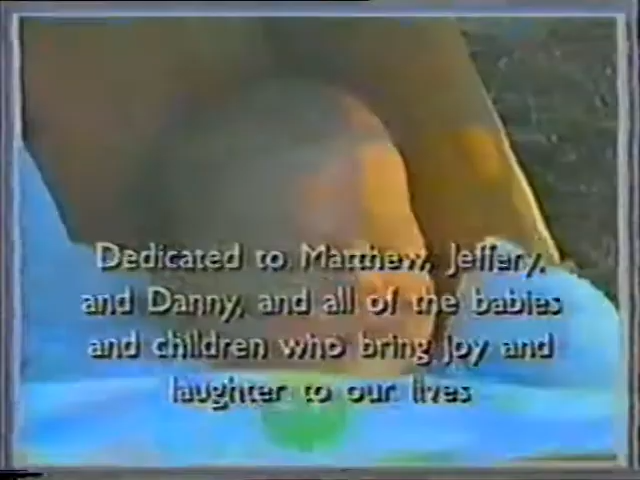 Dedicated to Matthew, Jeffery,
and Danny, and all of the babies
and children who bring joy and
laughter to our lives